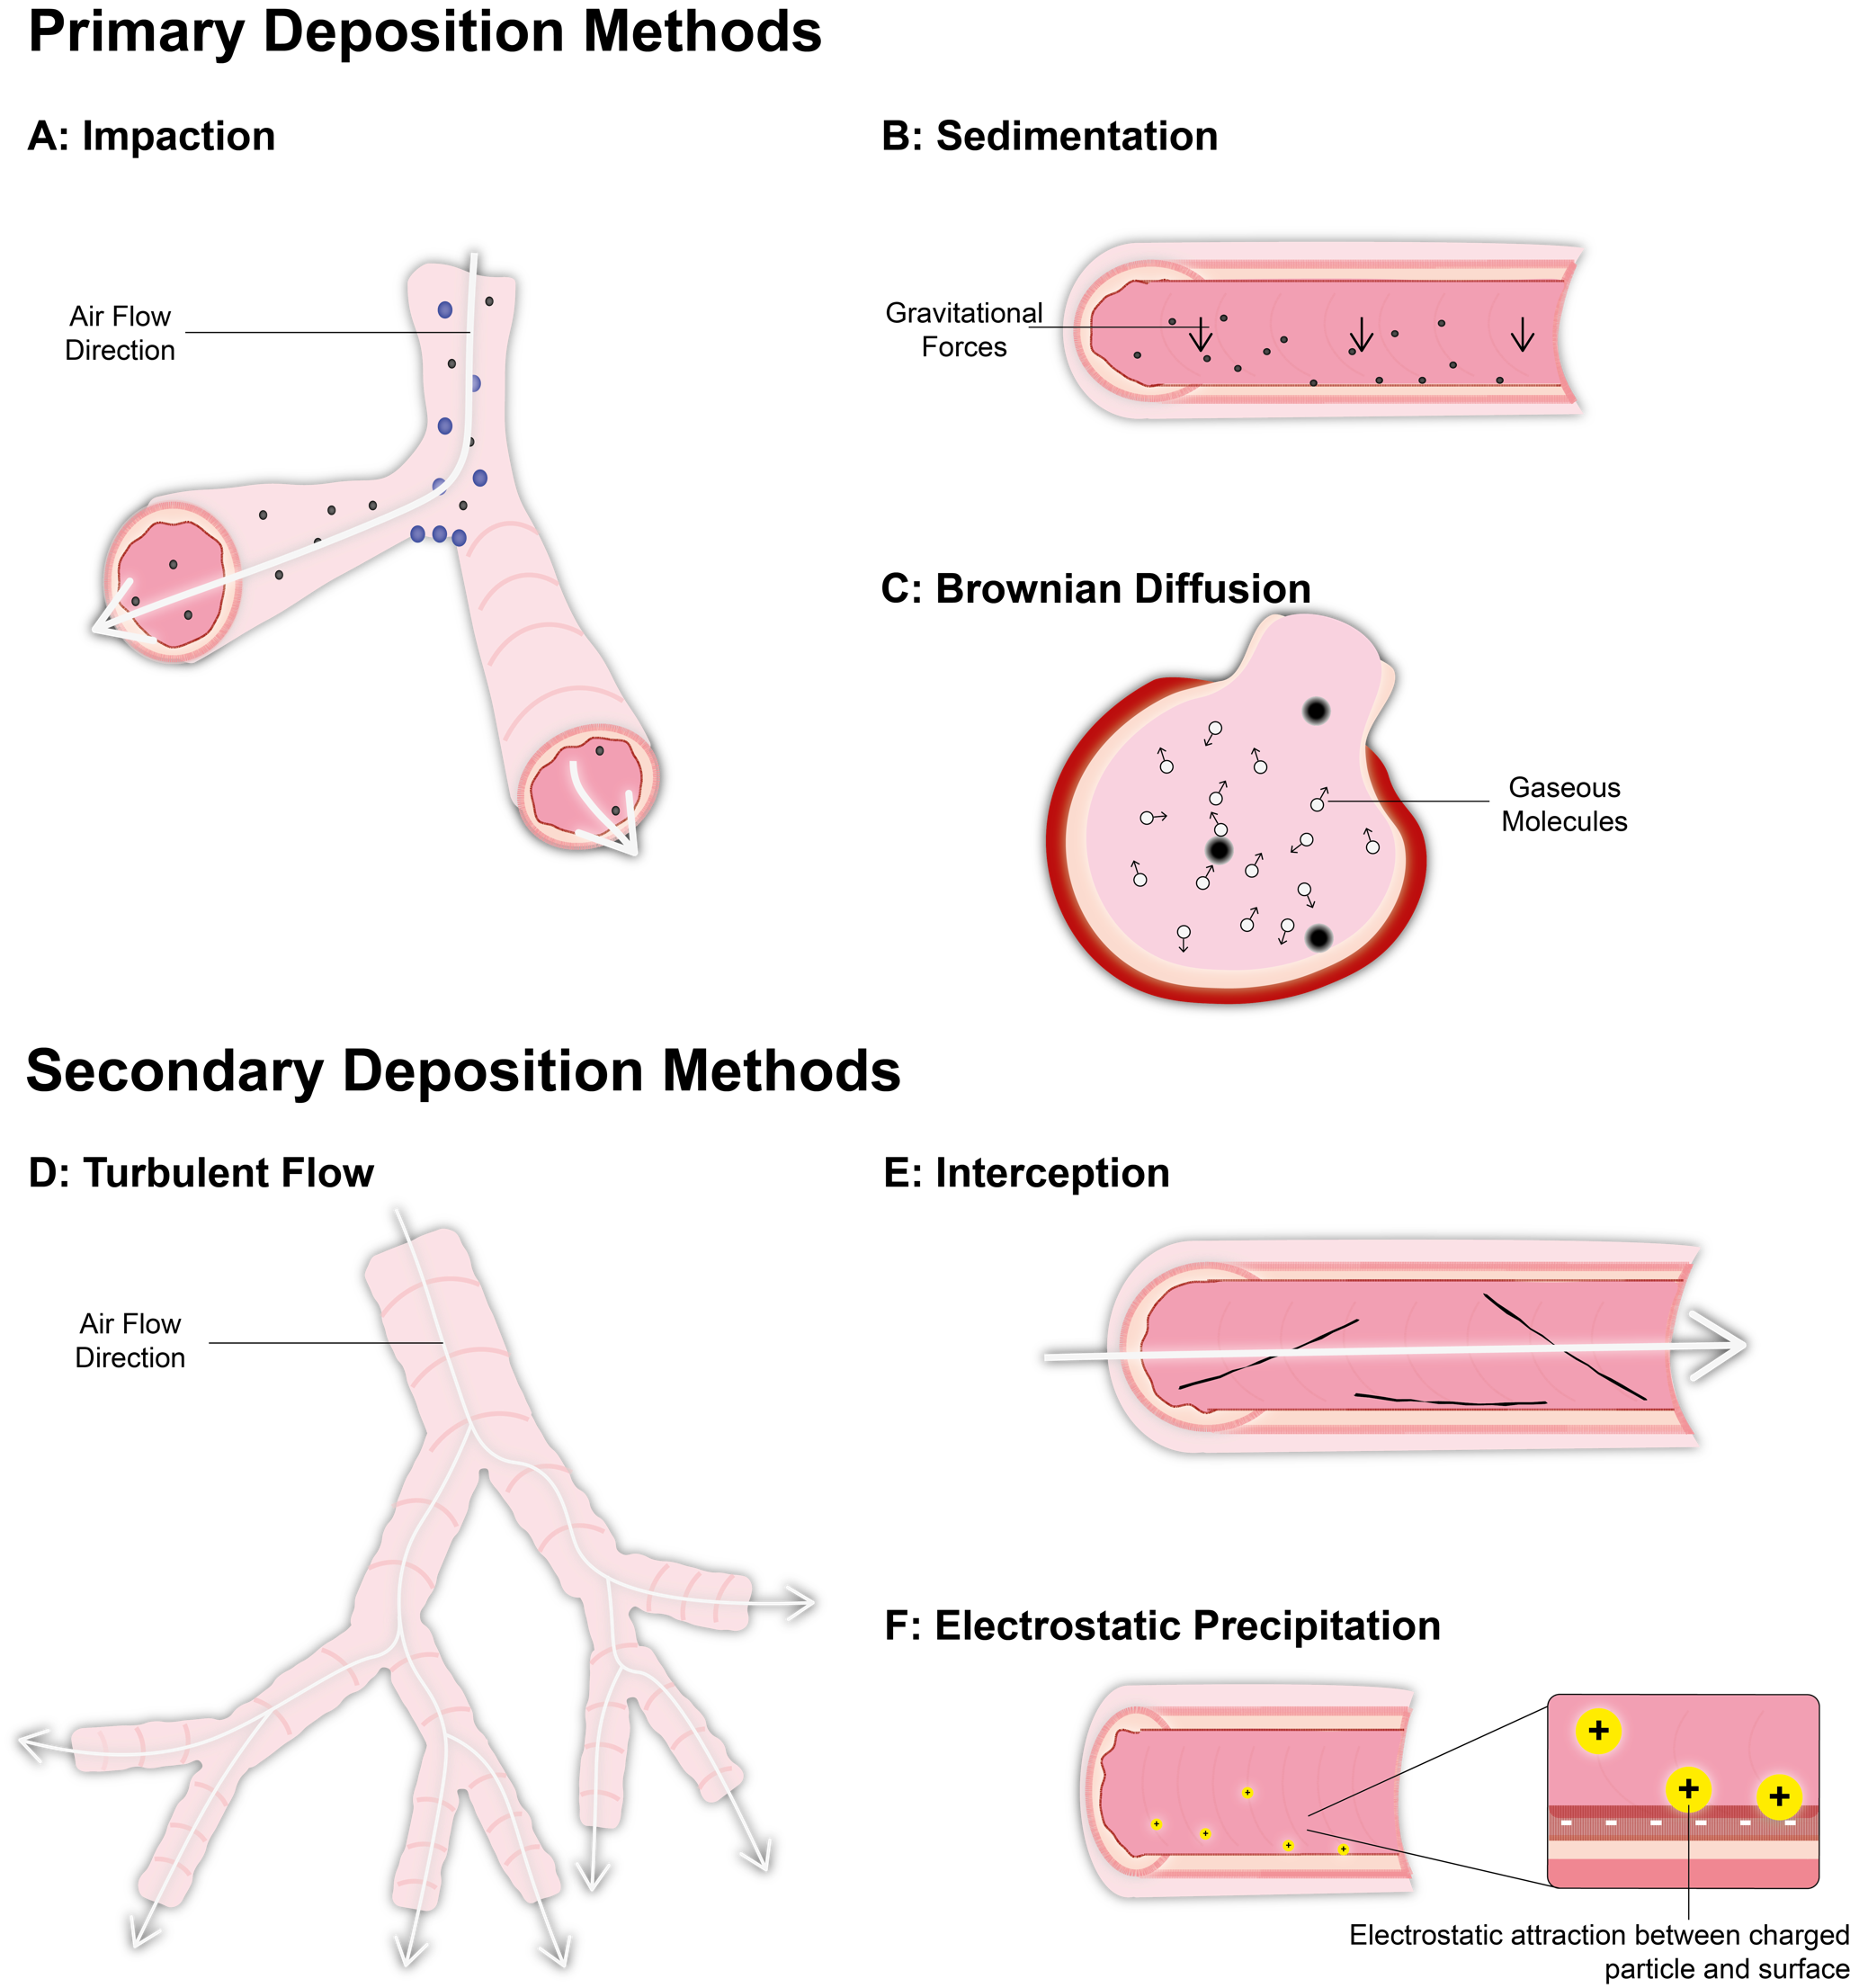 Primary Deposition Methods
A: Impaction
Air Flow
Direction
B: Sedimentation
Gravitational
Forces
C: Brownian Diffusion
Gaseous
Molecules
Secondary Deposition Methods
D: Turbulent Flow
Air Flow
Direction
E: Interception
F: Electrostatic Precipitation
Electrostatic attraction between charged
particle and surface